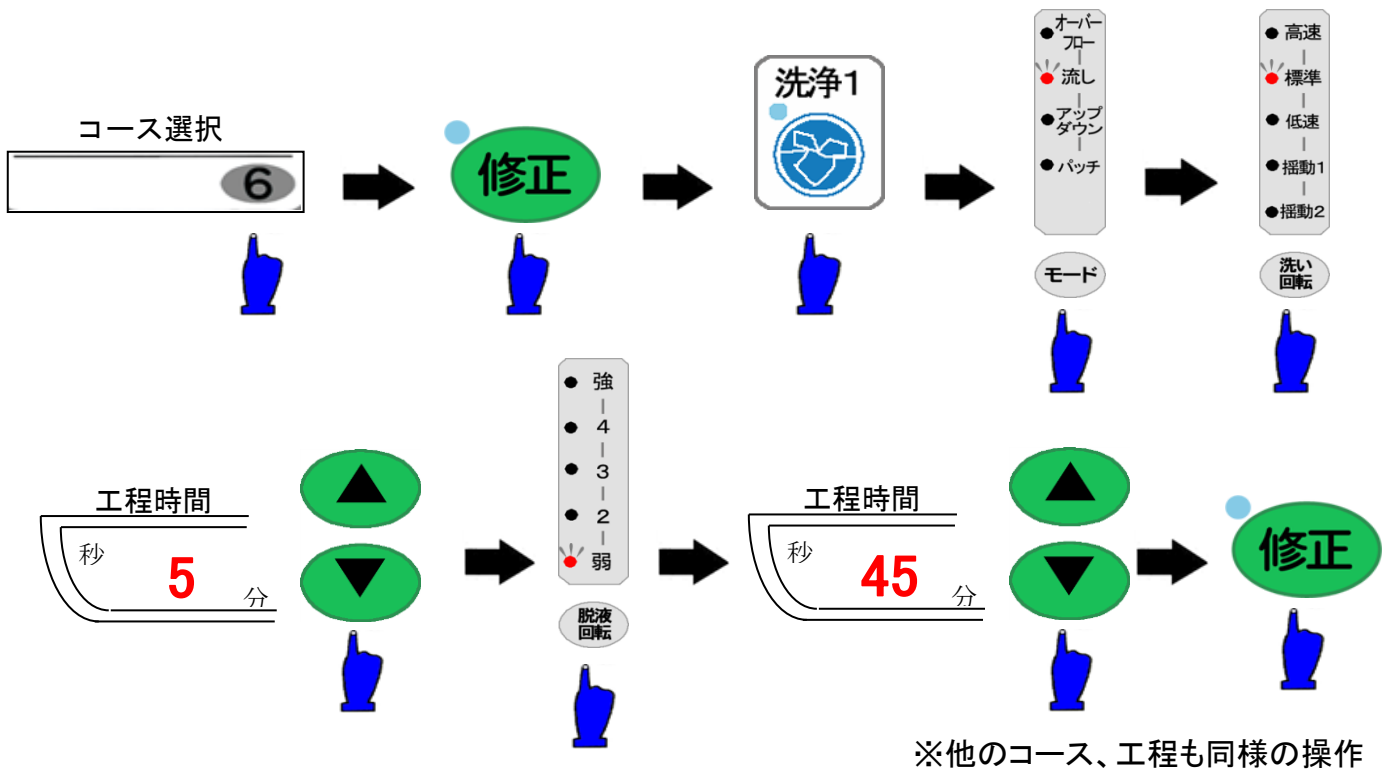 コース選択
6
修正
洗浄1
オーバー
フロー
流し
アップ
ダウン
パッチ
モード
高速
標準
低速
揺動1
揺動2
洗い
回転
工程時間
秒
5
分
強
4
3
2
弱
脱液
回転
工程時間
秒
45
分
修正
※他のコース、工程も同様の操作